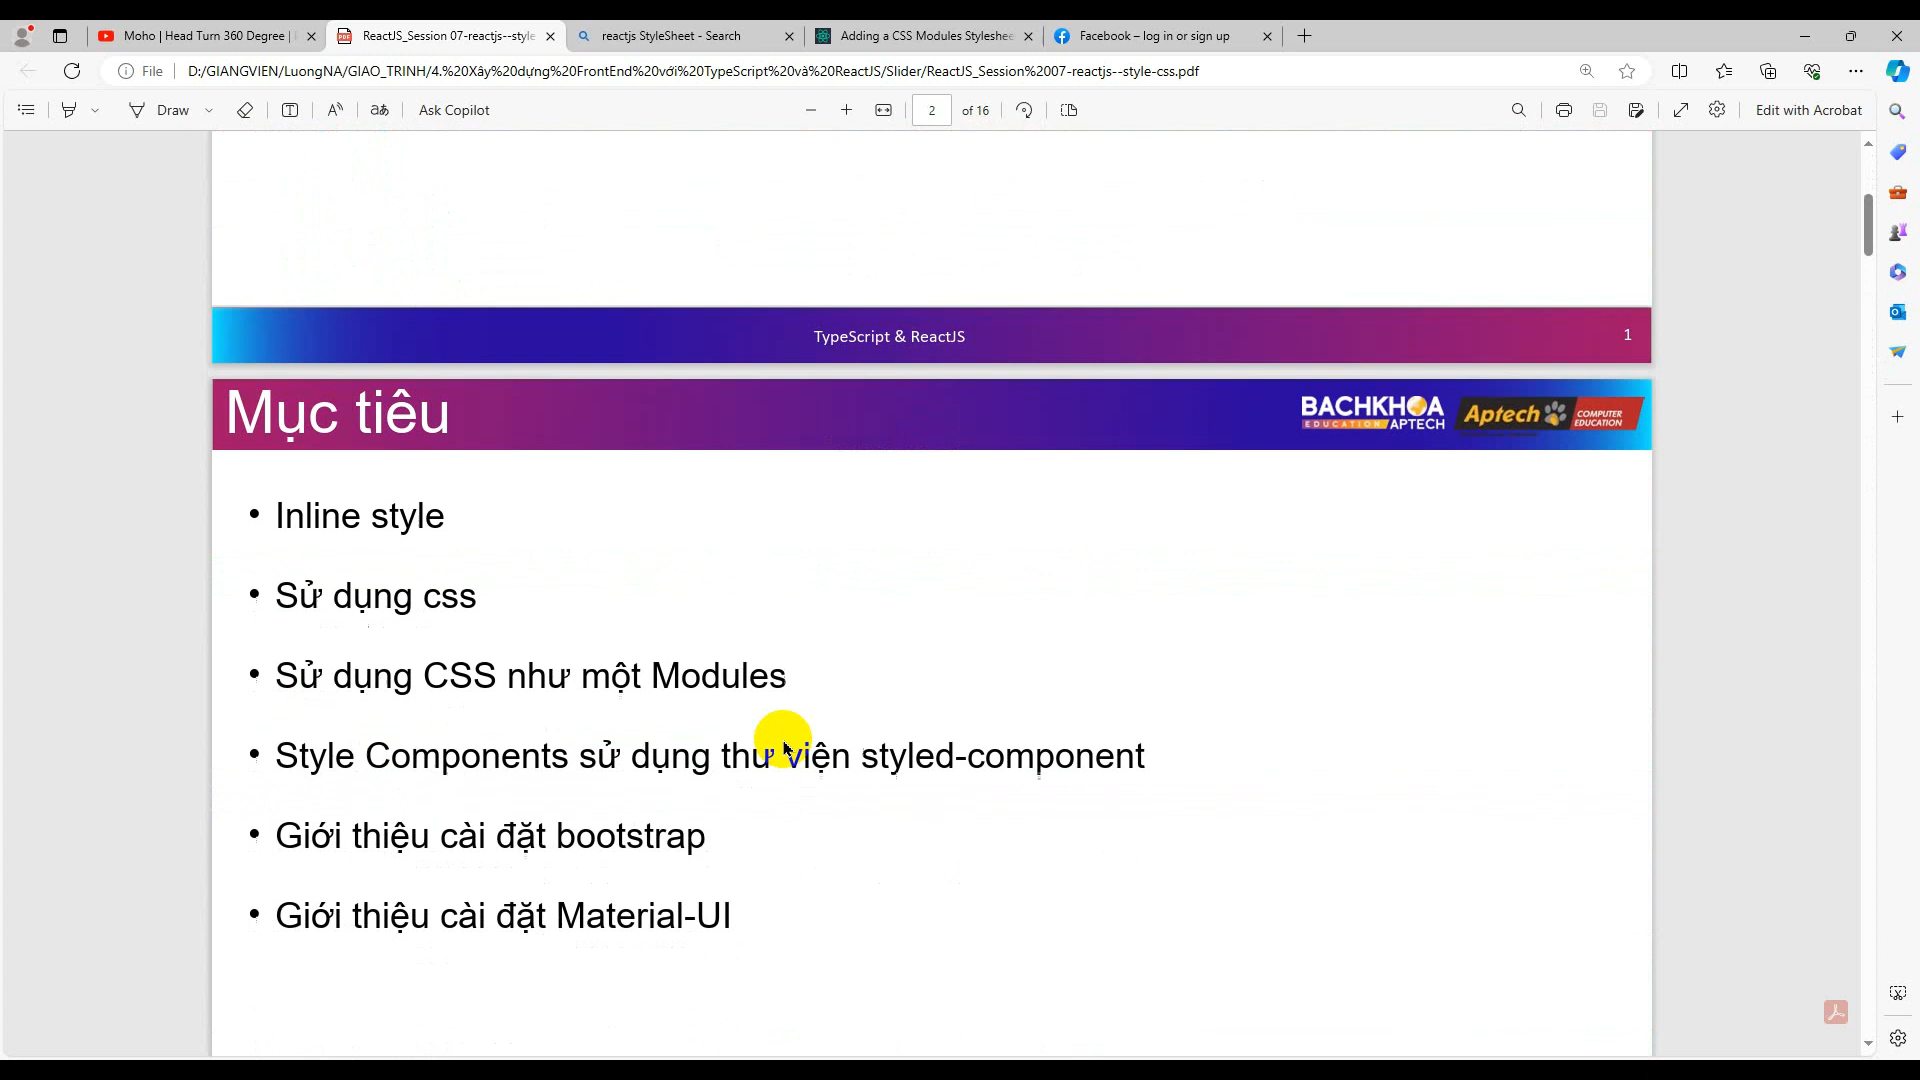 Moho | Head Turn 360 Degree |
ReactJS_Session 07-reactjs--style
reactjs StyleSheet - Search
Adding a CSS Modules Styleshee
Facebook – log in or sign up
File
D:/GIANGVIEN/LuongNA/GIAO_TRINH/4.%20Xây%20dựng%20FrontEnd%20với%20TypeScript%20và%20ReactJS/Slider/ReactJS_Session%2007-reactjs--style-css.pdf
Draw
Ask Copilot
2
of 16
Edit with Acrobat
TypeScript & ReactJS
1
Mục tiêu
BACHKHOA
EDUCATION APTECH
Aptech
COMPUTER
EDUCATION
• Inline style
• Sử dụng css
• Sử dụng CSS như một Modules
• Style Components sử dụng thư viện styled-component
• Giới thiệu cài đặt bootstrap
• Giới thiệu cài đặt Material-UI